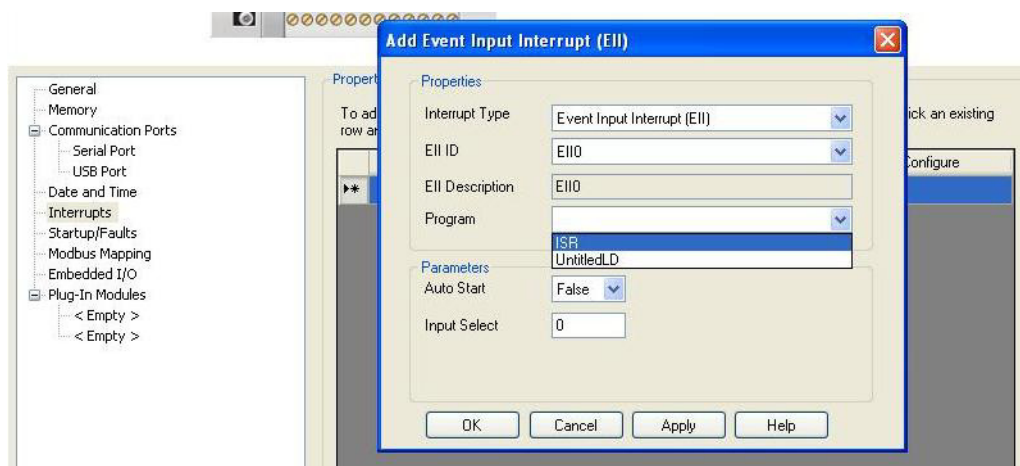 Add Event Input Interrupt (EII)
General
Memory
Communication Ports
Serial Port
USB Port
Date and Time
Interrupts
Startup/Faults
Modbus Mapping
Embedded I/O
Plug-In Modules
< Empty >
< Empty >
Propert
To ad
row ar
ick an existing
Configure
Properties
Interrupt Type
Event Input Interrupt (EII)
EII ID
EII0
EII Description
EII0
Program
ISR
UntitledLD
Parameters
Auto Start
False
Input Select
0
OK
Cancel
Apply
Help